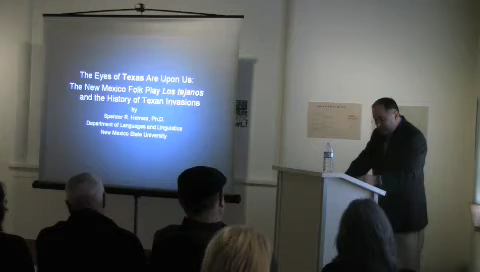 The Eyes of Texas Are Upon Us:
The New Mexico Folk Play Los tejanos
and the History of Texan Invasions
by
Spencer R. Herrera, Ph.D.
Department of Languages and Linguistics
New Mexico State University